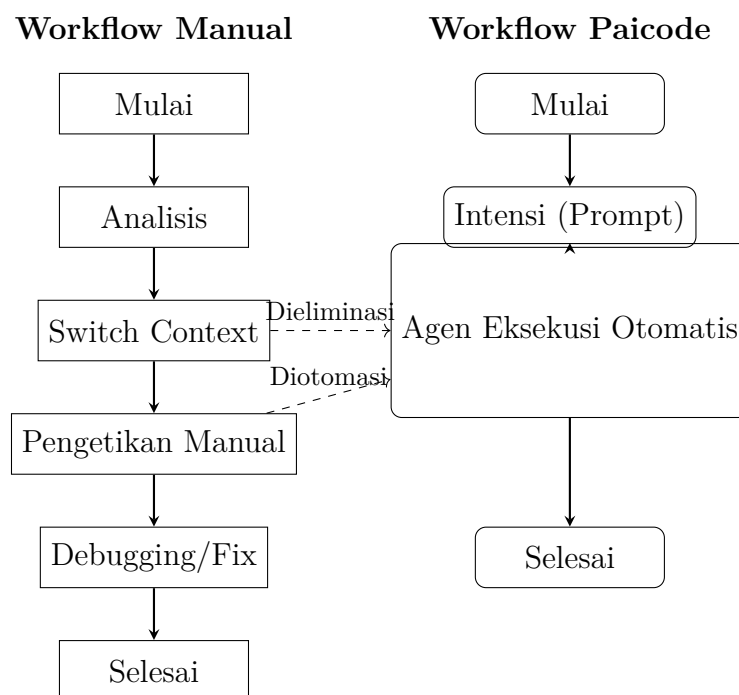 Workflow Manual
Workflow Paicode
Mulai
Mulai
Analisis
Intensi (Prompt)
Switch Context
Dieliminasi
Agen Eksekusi Otomatis
Diotomasi
Pengetikan Manual
Debugging/Fix
Selesai
Selesai